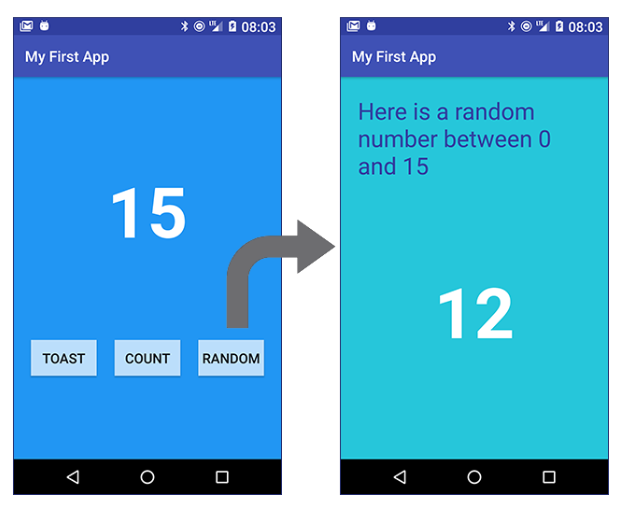 08:03
My First App
15
TOAST COUNT RANDOM
08:03
My First App
Here is a random
number between 0
and 15
12